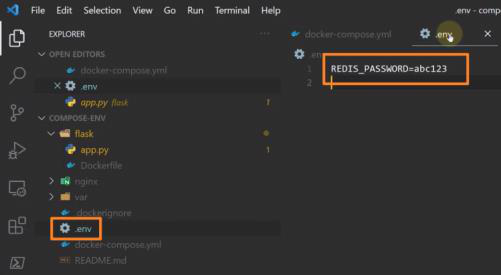 File Edit Selection View Go Run Terminal Help
.env - compo
EXPLORER ...
OPEN EDITORS
docker-compose.yml
.env
app.py flask 1
COMPOSE-ENV
flask
app.py 1
Dockerfile
nginx
var
.dockerignore
.env
docker-compose.yml
README.md
docker-compose.yml .env
.env
1 REDIS_PASSWORD=abc123
2